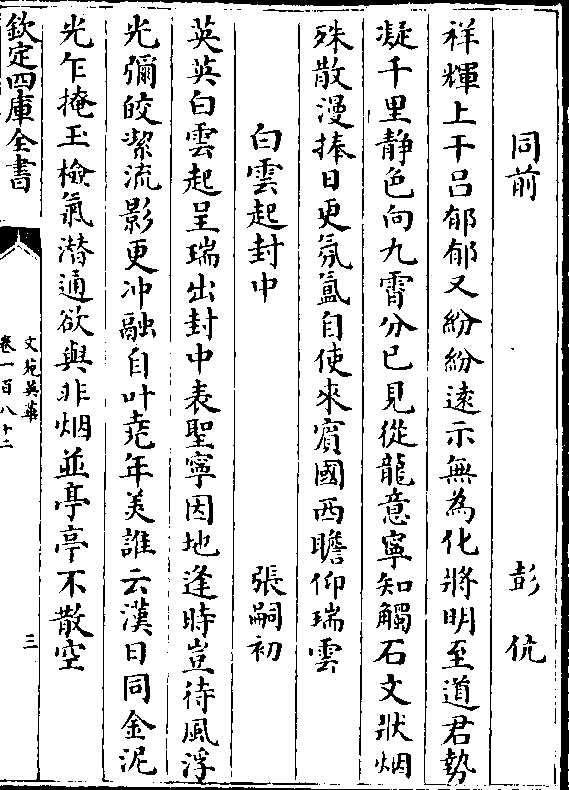 同前　彭伉
祥輝上干呂郁郁又紛紛遠示無為化將明至道君勢
凝千里静色向九霄分已見從龍意寧知觸石文狀烟
殊散漫捧日更氛氳自使來賓國西瞻仰瑞雲
白雲起封中　張嗣初
英英白雲起呈瑞出封中表聖寧因地逢時豈待風浮
光彌皎潔流影更冲融自叶堯年美誰云漢日同金泥
光乍掩玉檢氣潜通欲與非烟並亭亭不散空
欽定四庫全書
文苑英華
卷一百八十二
三